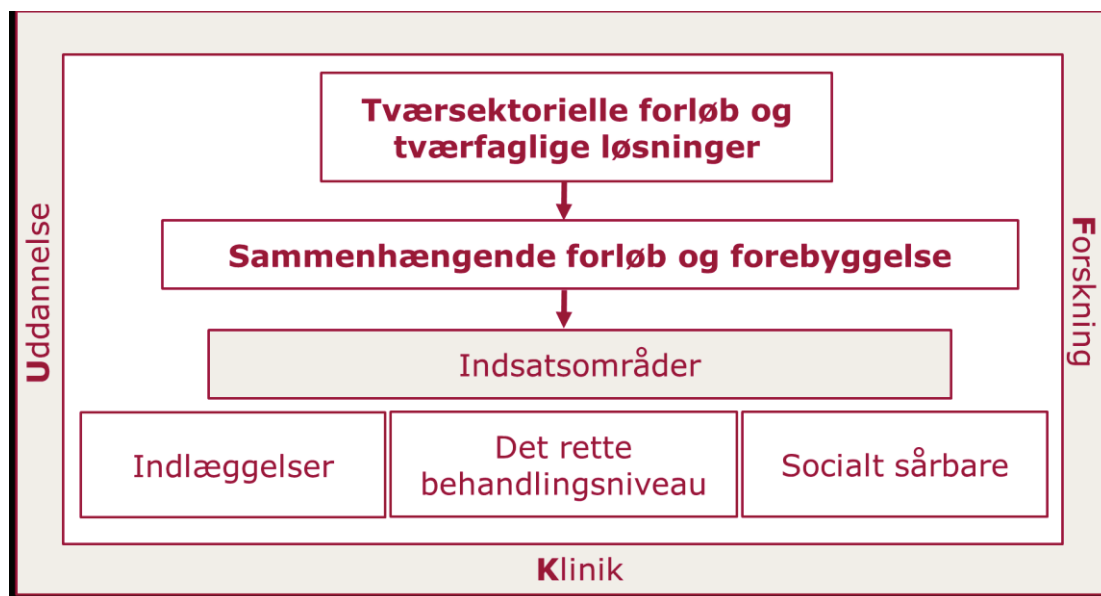 Tværsektorielle forløb og
tværfaglige løsninger
Sammenhængende forløb og forebyggelse
Indsatsområder
Indlæggelser
Det rette
behandlingsniveau
Socialt sårbare
Uddannelse
Forskning
Klinik